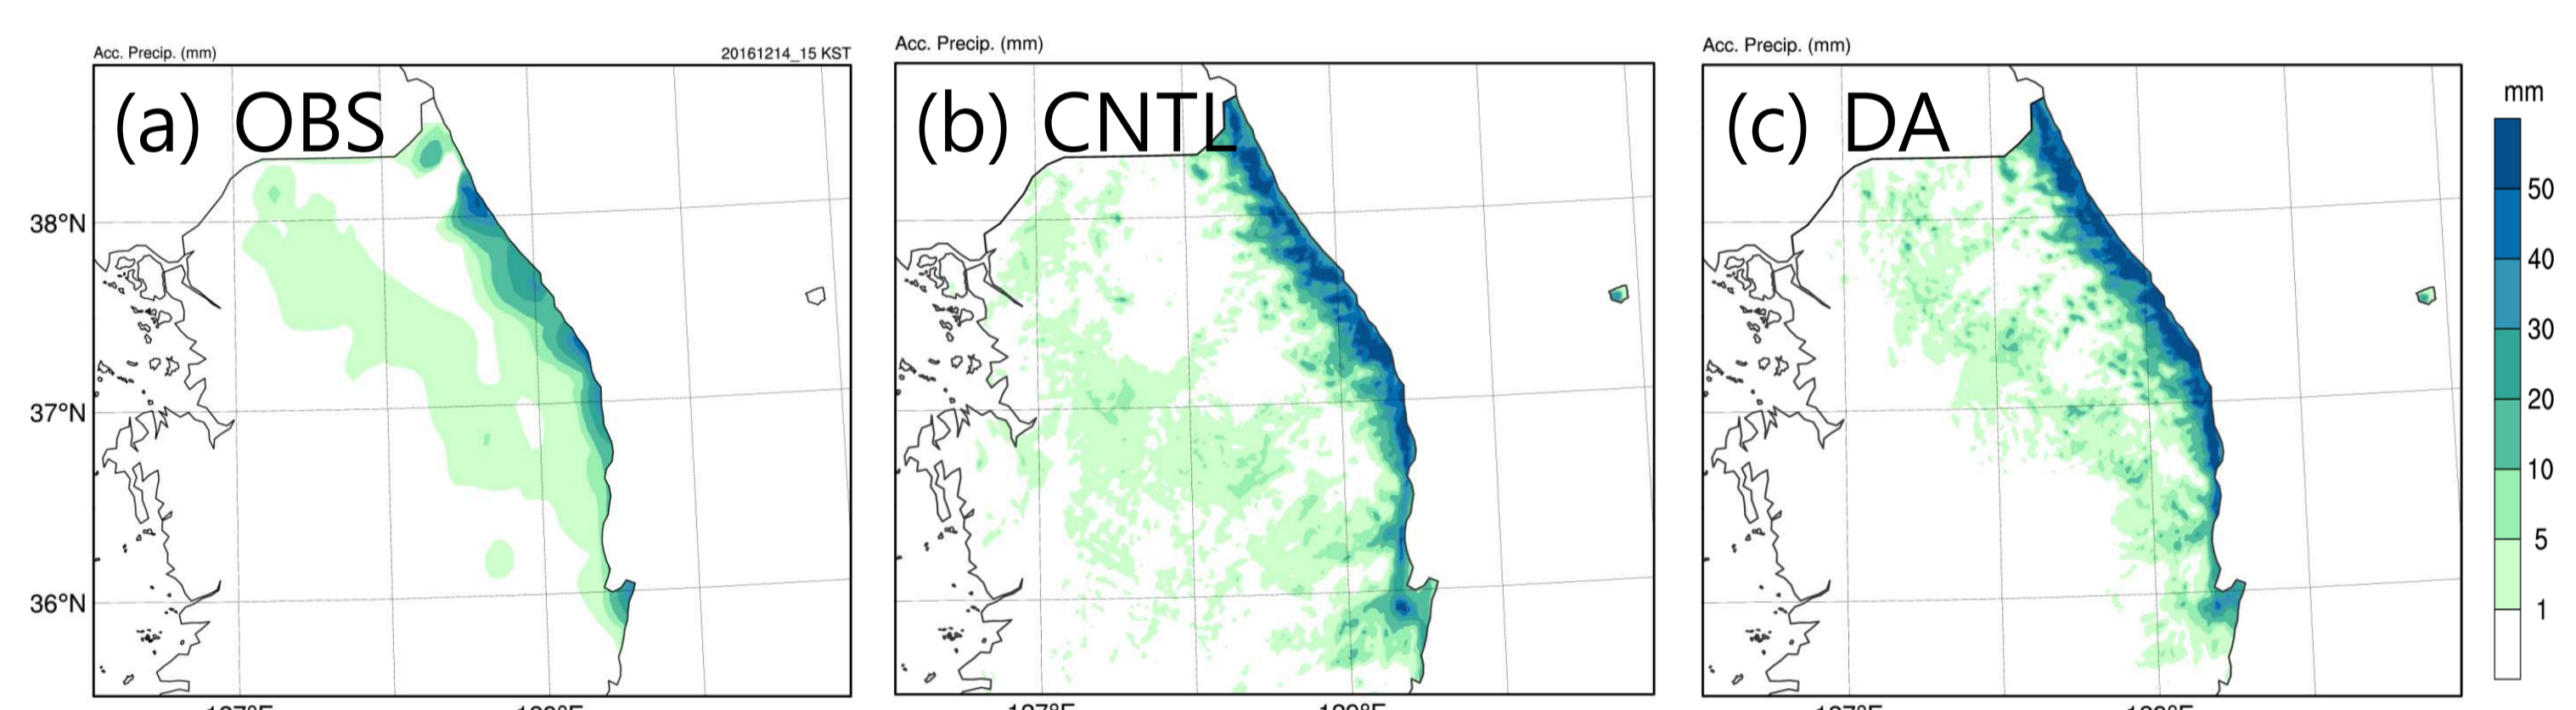 Acc. Precip. (mm)
20161214_15 KST
Acc. Precip. (mm)
Acc. Precip. (mm)
(a) OBS
(b) CNTL
(c) DA
mm
50
40
30
20
10
5
1
38°N
37°N
36°N